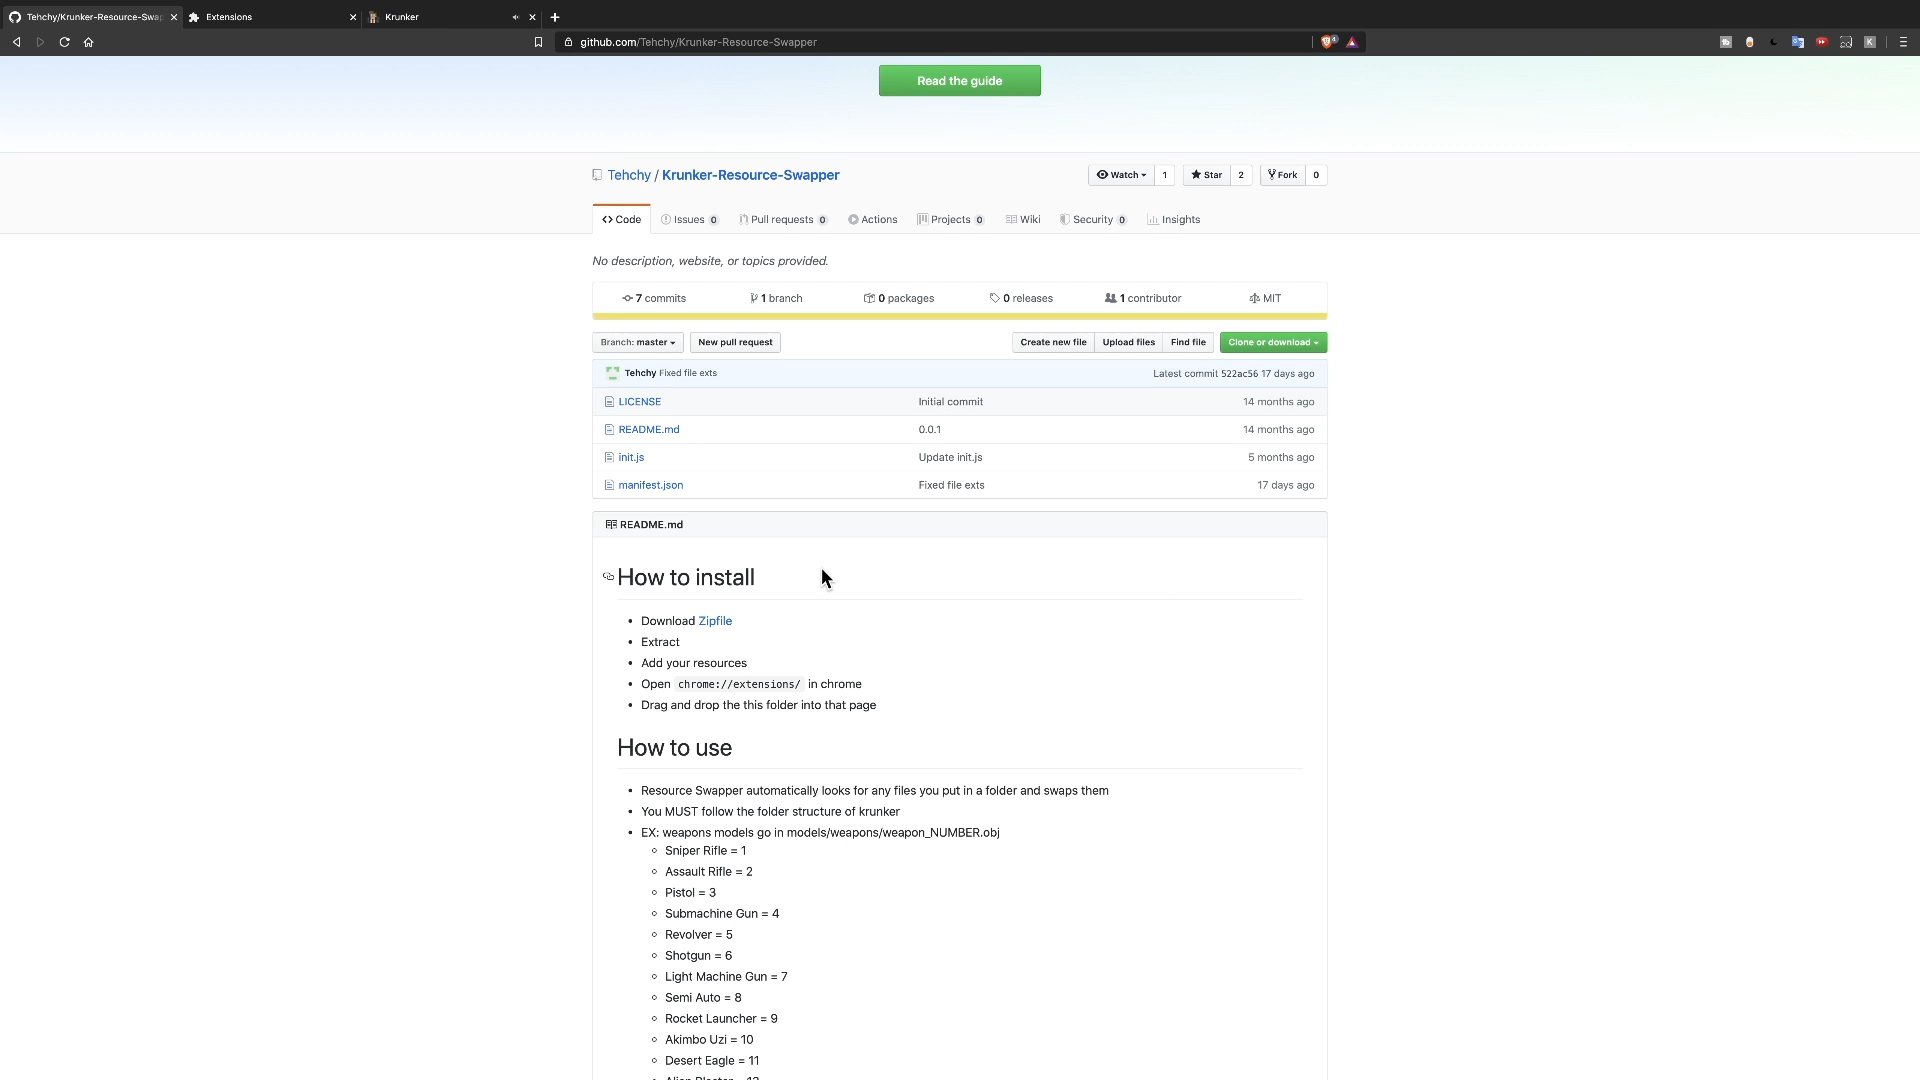 Tehchy/Krunker-Resource-Swap
Extensions
Krunker
github.com/Tehchy/Krunker-Resource-Swapper
4
K
Read the guide
Tehchy / Krunker-Resource-Swapper
Watch 1
Star 2
Fork 0
<> Code
Issues 0
Pull requests 0
Actions
Projects 0
Wiki
Security 0
Insights
No description, website, or topics provided.
7 commits
1 branch
0 packages
0 releases
1 contributor
MIT
Branch: master
New pull request
Create new file
Upload files
Find file
Clone or download
Tehchy Fixed file exts
Latest commit 522ac56 17 days ago
LICENSE Initial commit 14 months ago
README.md 0.0.1 14 months ago
init.js Update init.js 5 months ago
manifest.json Fixed file exts 17 days ago
README.md
How to install
• Download Zipfile
• Extract
• Add your resources
• Open chrome://extensions/ in chrome
• Drag and drop the this folder into that page
How to use
• Resource Swapper automatically looks for any files you put in a folder and swaps them
• You MUST follow the folder structure of krunker
• EX: weapons models go in models/weapons/weapon_NUMBER.obj
Sniper Rifle = 1
Assault Rifle = 2
Pistol = 3
Submachine Gun = 4
Revolver = 5
Shotgun = 6
Light Machine Gun = 7
Semi Auto = 8
Rocket Launcher = 9
Akimbo Uzi = 10
Desert Eagle = 11